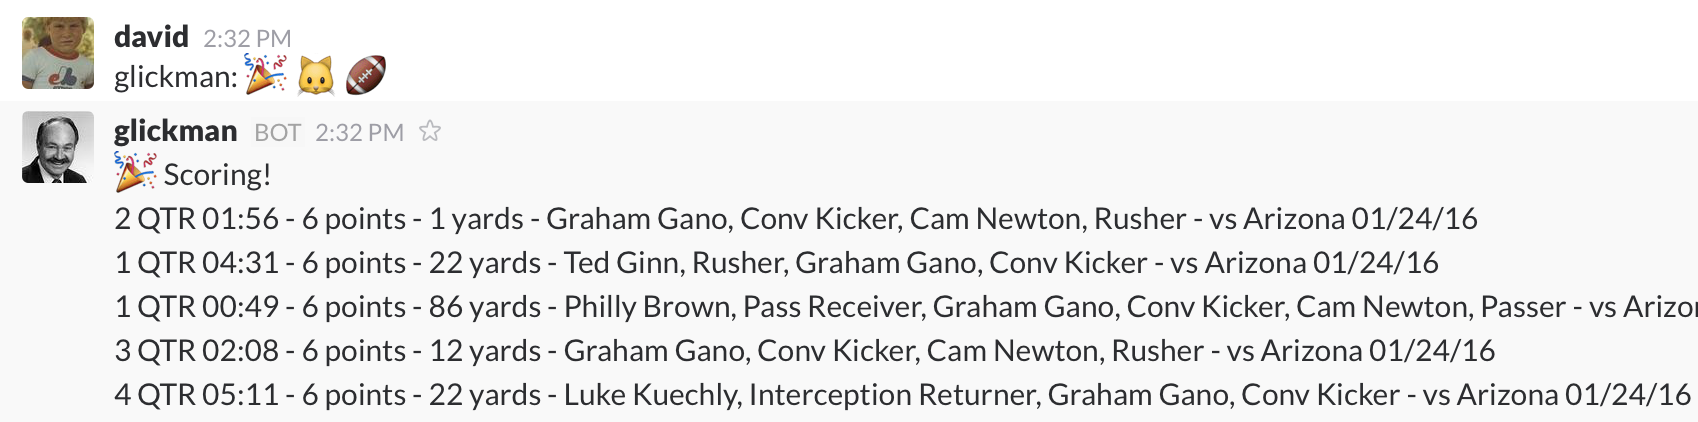 david 2:32 PM
glickman: 🎉 🐱 🏈
glickman BOT 2:32 PM ☆
🎉 Scoring!
2 QTR 01:56 - 6 points - 1 yards - Graham Gano, Conv Kicker, Cam Newton, Rusher - vs Arizona 01/24/16
1 QTR 04:31 - 6 points - 22 yards - Ted Ginn, Rusher, Graham Gano, Conv Kicker - vs Arizona 01/24/16
1 QTR 00:49 - 6 points - 86 yards - Philly Brown, Pass Receiver, Graham Gano, Conv Kicker, Cam Newton, Passer - vs
3 QTR 02:08 - 6 points - 12 yards - Graham Gano, Conv Kicker, Cam Newton, Rusher - vs Arizona 01/24/16
4 QTR 05:11 - 6 points - 22 yards - Luke Kuechly, Interception Returner, Graham Gano, Conv Kicker - vs Arizona 01/24/16